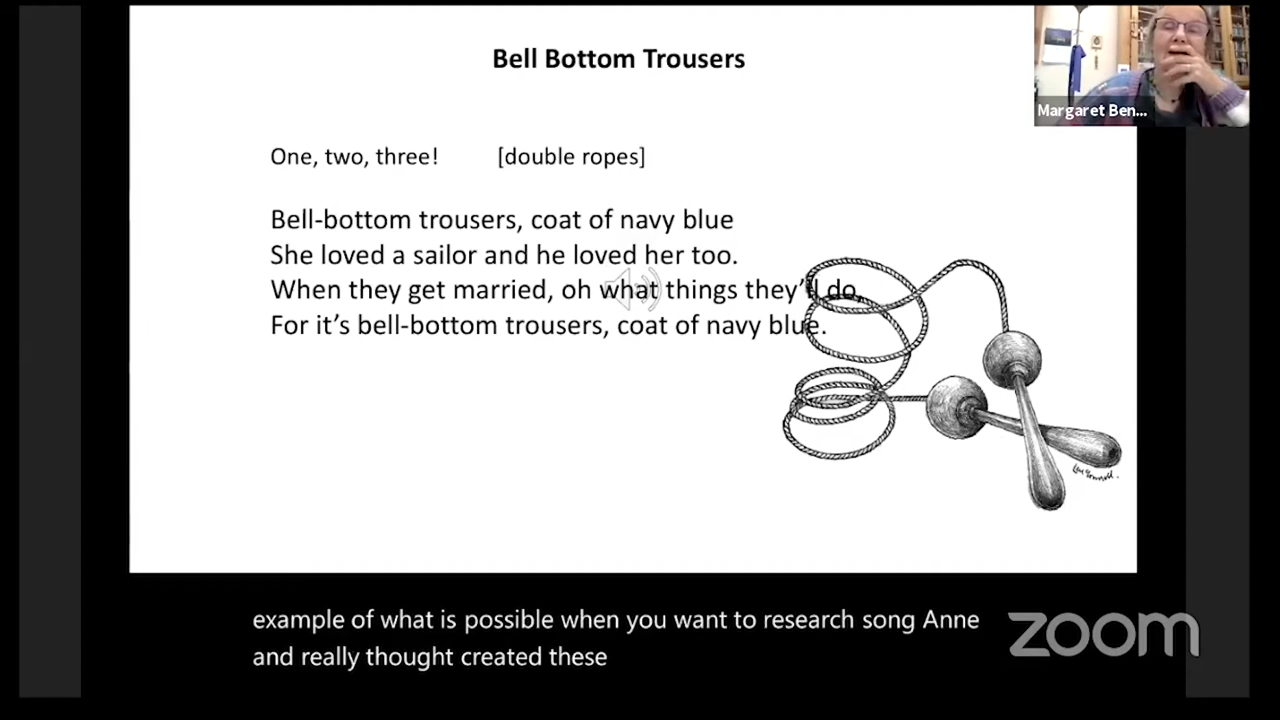 Bell Bottom Trousers
Margaret Ben...
One, two, three! [double ropes]
Bell-bottom trousers, coat of navy blue
She loved a sailor and he loved her too.
When they get married, oh what things they'll do,
For it's bell-bottom trousers, coat of navy blue.
example of what is possible when you want to research song Anne
and really thought created these
zoom